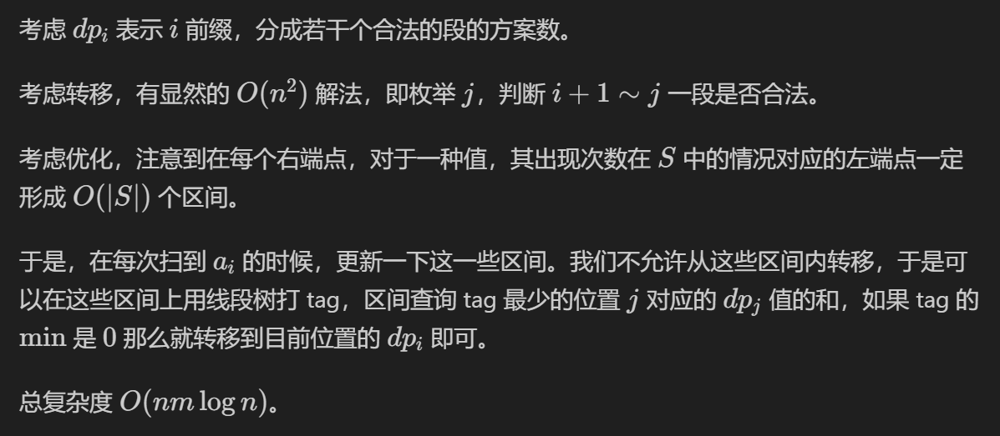 考虑 $dp_i$ 表示 $i$ 前缀，分成若干个合法的段的方案数。
考虑转移，有显然的 $O(n^2)$ 解法，即枚举 $j$，判断 $i+1\sim j$ 一段是否合法。
考虑优化，注意到在每个右端点，对于一种值，其出现次数在 $S$ 中的情况对应的左端点一定
形成 $O(|S|)$ 个区间。
于是，在每次扫到 $a_i$ 的时候，更新一下这一些区间。我们不允许从这些区间内转移，于是可
以在这些区间上用线段树打 tag，区间查询 tag 最少的位置 $j$ 对应的 $dp_j$ 值的和，如果 tag 的
$\min$ 是 $0$ 那么就转移到目前位置的 $dp_i$ 即可。
总复杂度 $O(nm\log n)$。